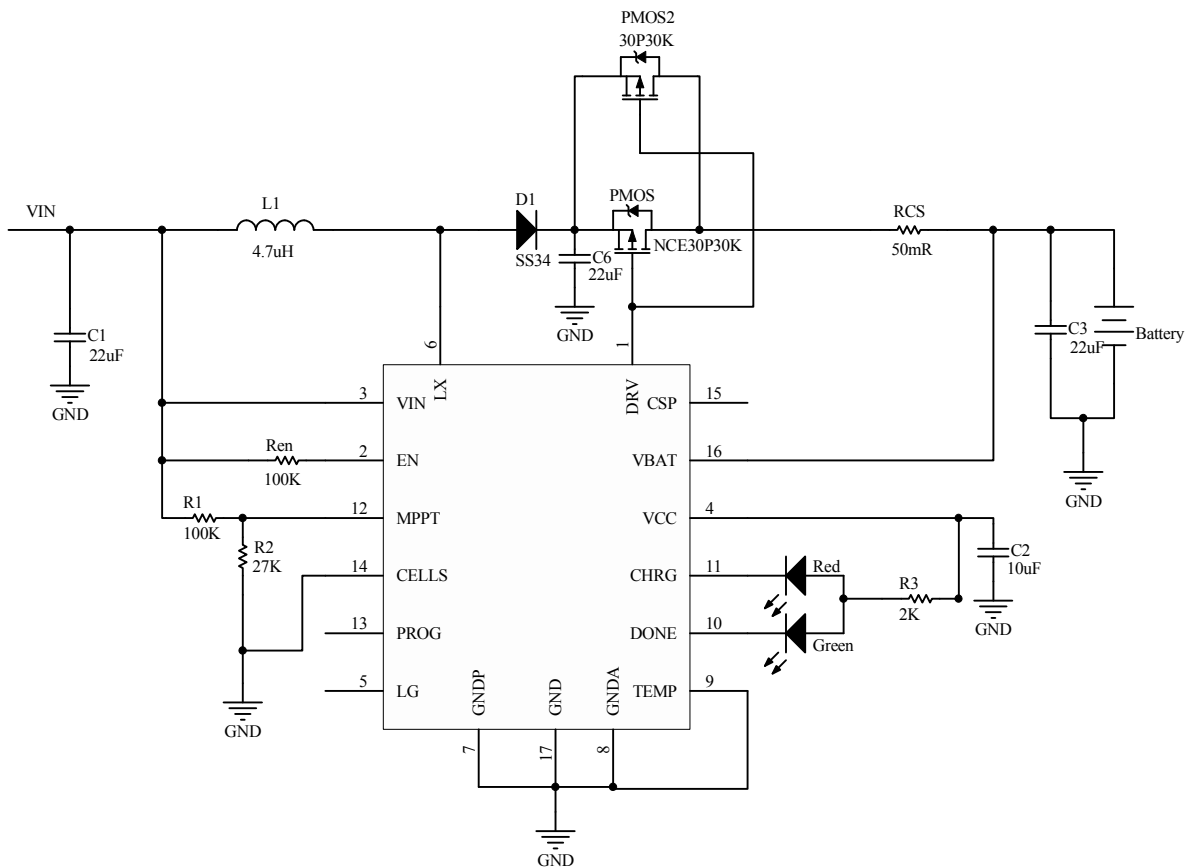 PMOS2
30P30K
VIN
L1
4.7uH
D1
SS34
PMOS
NCE30P30K
C6
22uF
GND
RCS
50mR
C1
22uF
GND
C3
22uF
Battery
GND
6
1
LX
DRV
3
VIN
CSP
15
Ren
100K
2
EN
VBAT
16
R1
100K
12
MPPT
VCC
4
R2
27K
C2
10uF
GND
14
CELLS
CHRG
11
Red
R3
2K
13
PROG
DONE
10
Green
5
LG
TEMP
9
GND
GNDP
GND
GNDA
7
17
8
GND